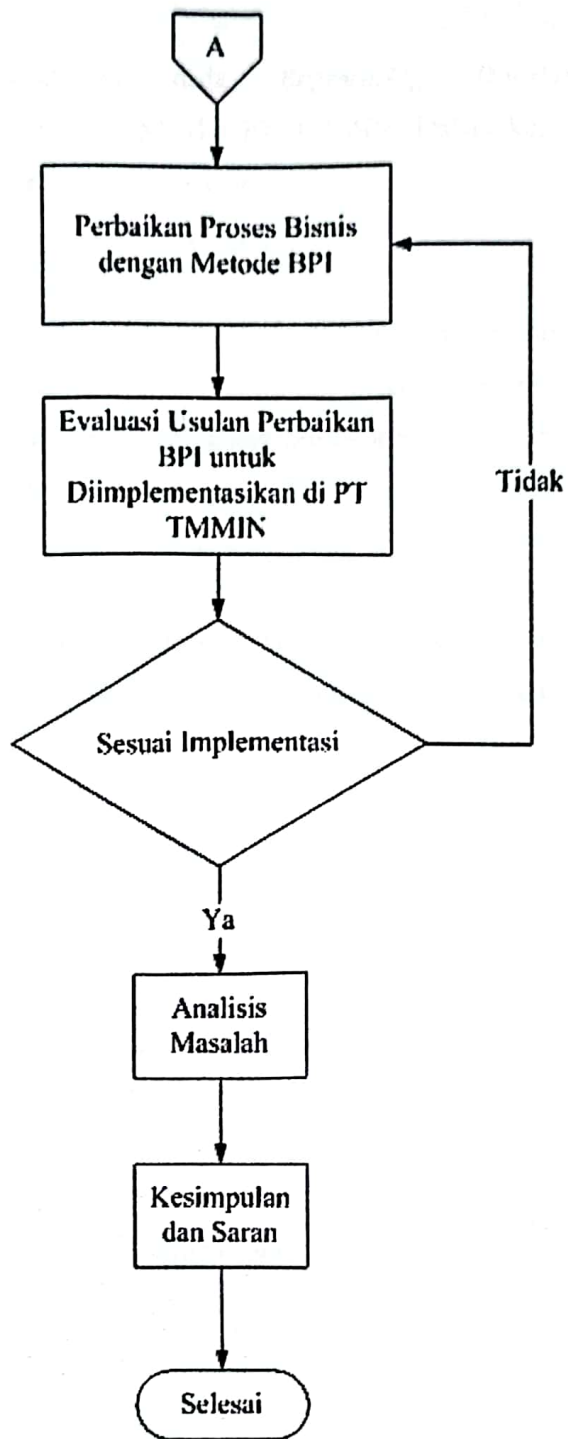 A
Perbaikan Proses Bisnis
dengan Metode BPI
Evaluasi Usulan Perbaikan
BPI untuk
Diimplementasikan di PT
TMMIN
Tidak
Sesuai Implementasi
Ya
Analisis
Masalah
Kesimpulan
dan Saran
Selesai